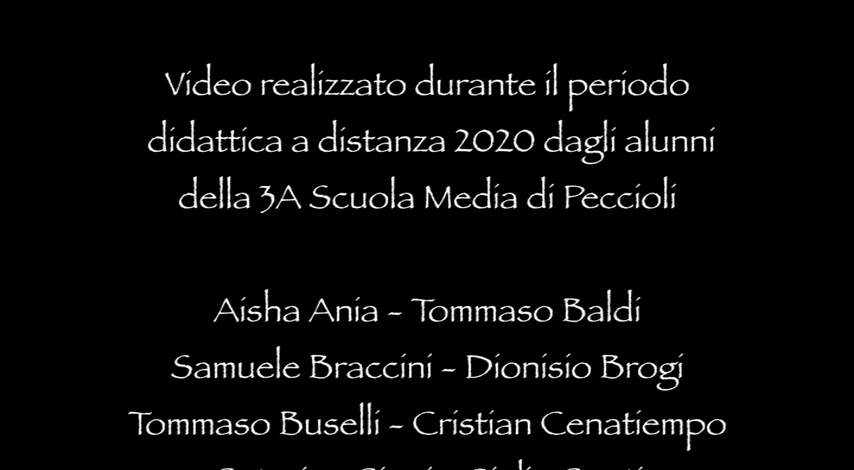 Video realizzato durante il periodo
didattica a distanza 2020 dagli alunni
della 3A Scuola Media di Peccioli
Aisha Ania - Tommaso Baldi
Samuele Braccini - Dionisio Brogi
Tommaso Buselli - Cristian Cenatiempo